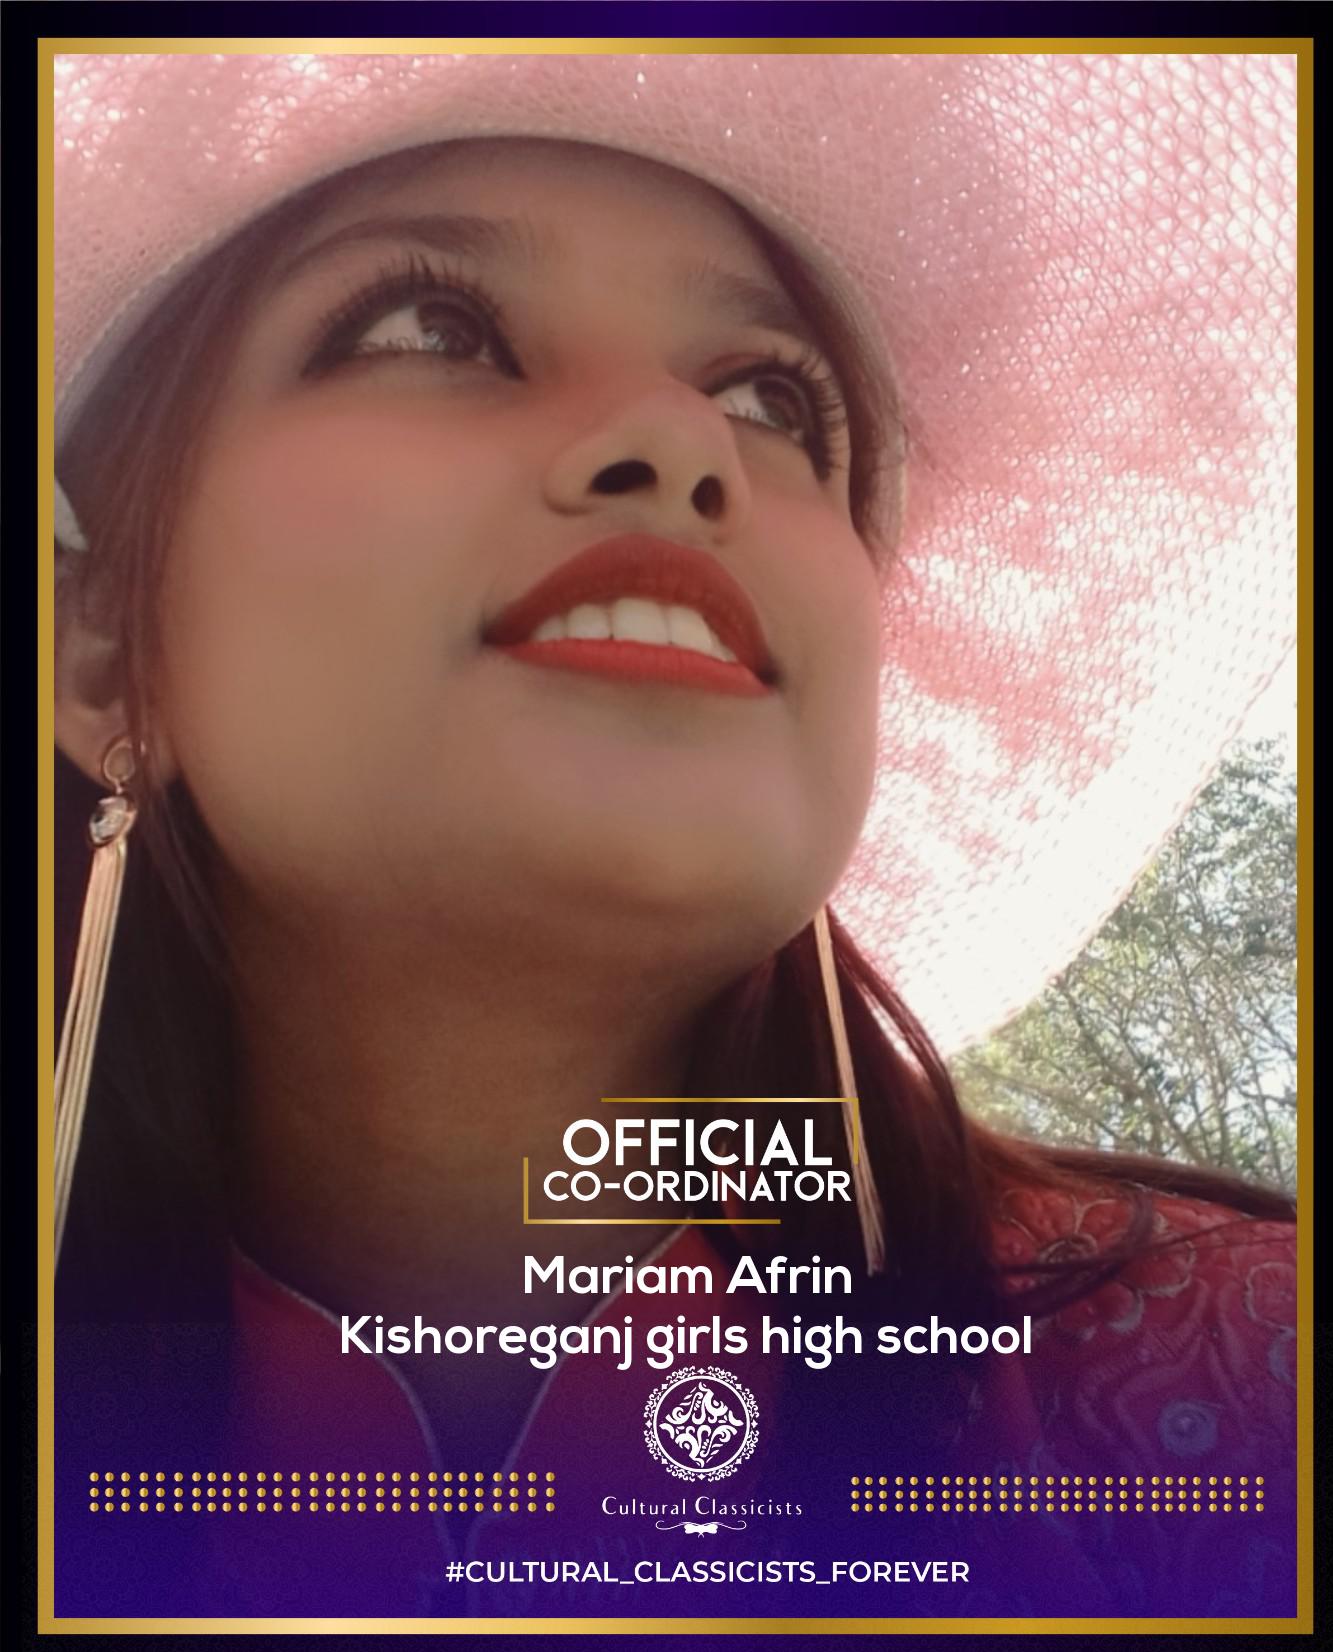 OFFICIAL
CO-ORDINATOR
Mariam Afrin
Kishoreganj girls high school
Cultural Classicists
#CULTURAL_CLASSICISTS_FOREVER